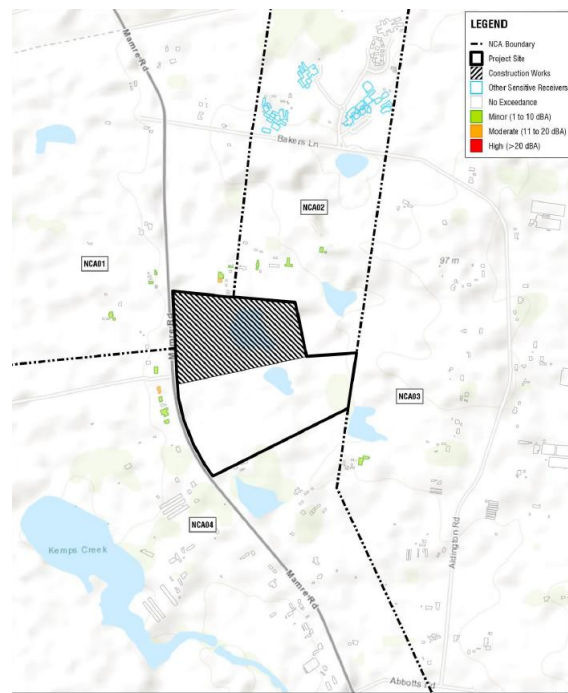 LEGEND
NCA Boundary
Project Site
Construction Works
Other Sensitive Receivers
No Exceedance
Minor (1 to 10 dBA)
Moderate (11 to 20 dBA)
High (>20 dBA)
Mamre Rd
Bakers Ln
NCA02
NCA01
97 m
Mamre Rd
NCA03
NCA04
Kemps Creek
Aldington Rd
Mamre Rd
Abbotts Rd